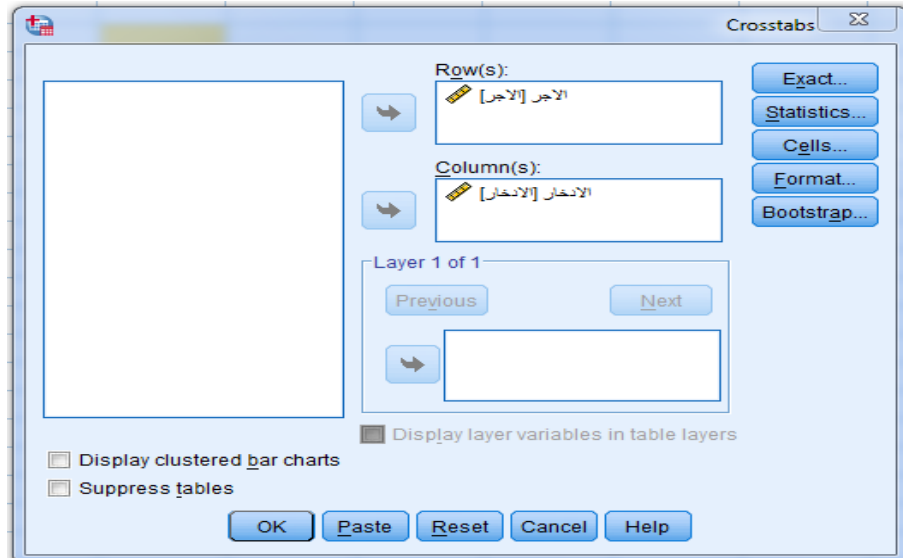 Crosstabs
Row(s):
الاجر [الاجر]
Column(s):
الادخار [الادخار]
Layer 1 of 1
Previous
Next
Display layer variables in table layers
Exact...
Statistics...
Cells...
Format...
Bootstrap...
Display clustered bar charts
Suppress tables
OK
Paste
Reset
Cancel
Help